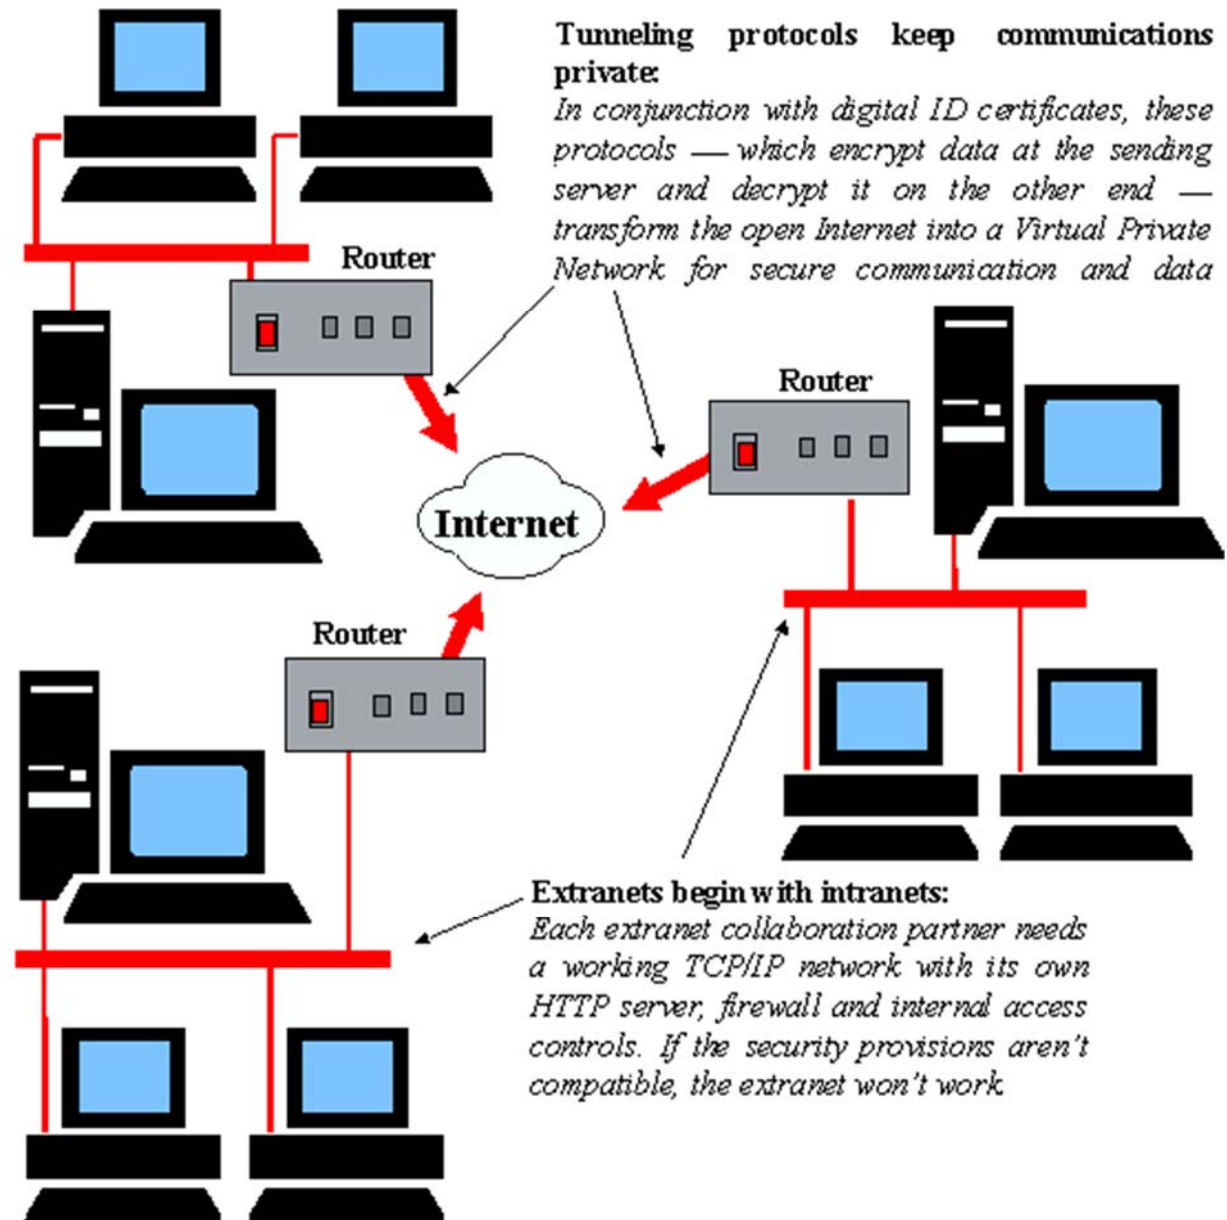 Tunneling protocols keep communications
private:
In conjunction with digital ID certificates, these
protocols — which encrypt data at the sending
server and decrypt it on the other end —
transform the open Internet into a Virtual Private
Network for secure communication and data
Router
Router
Internet
Router
Extranets begin with intranets:
Each extranet collaboration partner needs
a working TCP/IP network with its own
HTTP server, firewall and internal access
controls. If the security provisions aren't
compatible, the extranet won't work.